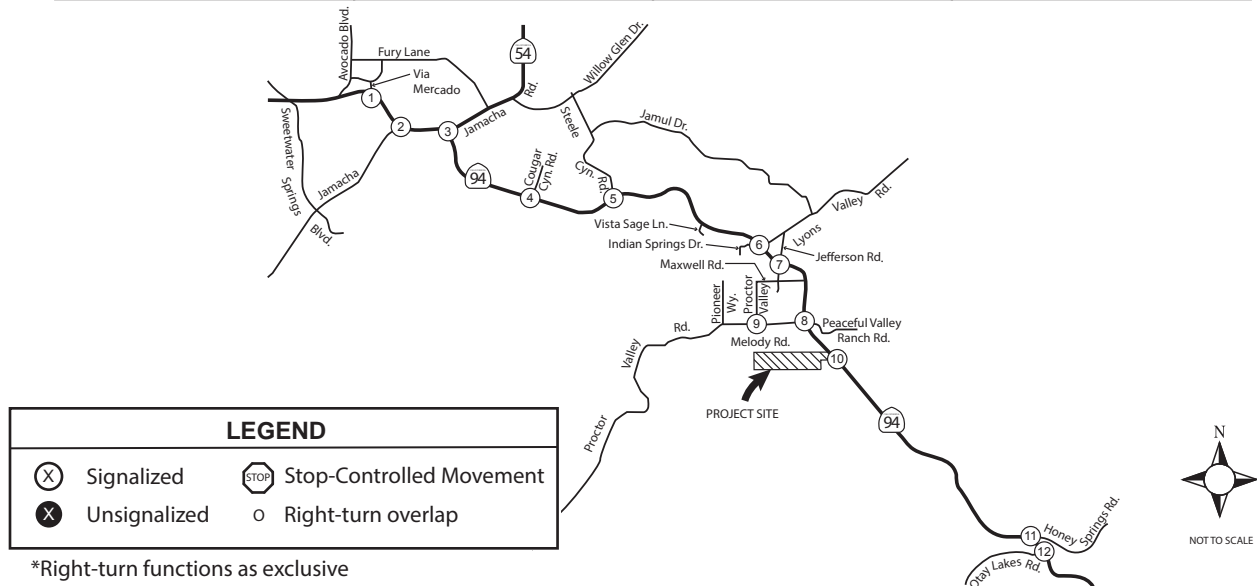 Avocado Blvd.
Fury Lane
Via
Mercado
54
Willow Glen Dr.
Rd.
Jamacha
Steele
Cyn.
Rd.
Jamul Dr.
1
2
3
Sweetwater
Springs
Blvd.
Jamacha
94
Cougar
Cyn. Rd.
4
5
Valley
Rd.
Lyons
Vista Sage Ln.
Indian Springs Dr.
6
Jefferson Rd.
Maxwell Rd.
7
Pioneer
Wy.
Proctor
Valley
Rd.
9
8
Peaceful Valley
Ranch Rd.
Melody Rd.
Valley
Proctor
10
PROJECT SITE
94
11
Honey
Springs Rd.
12
Otay Lakes Rd.
N
NOT TO SCALE
LEGEND
X Signalized
STOP Stop-Controlled Movement
X Unsignalized
O Right-turn overlap
*Right-turn functions as exclusive